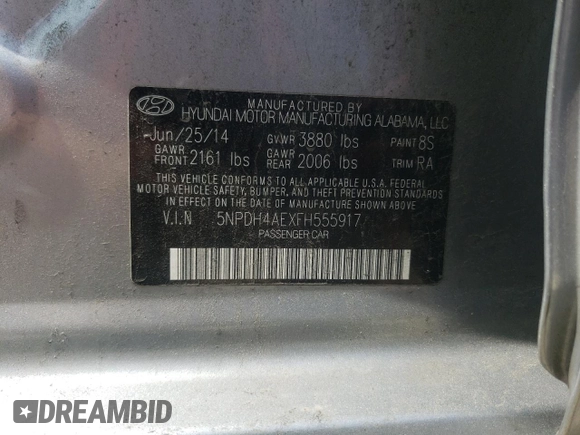 MANUFACTURED BY
HYUNDAI MOTOR MANUFACTURING ALABAMA, LLC
Jun/25/14 GVWR 3880 lbs PAINT 8S
GAWR FRONT 2161 lbs GAWR REAR 2006 lbs TRIM RA
THIS VEHICLE CONFORMS TO ALL APPLICABLE U.S.A. FEDERAL
MOTOR VEHICLE SAFETY, BUMPER, AND THEFT PREVENTION STANDARDS
IN EFFECT ON THE DATE OF MANUFACTURE SHOWN ABOVE.
V.I.N 5NPDH4AEXFH555917
PASSENGER CAR
DREAMBID